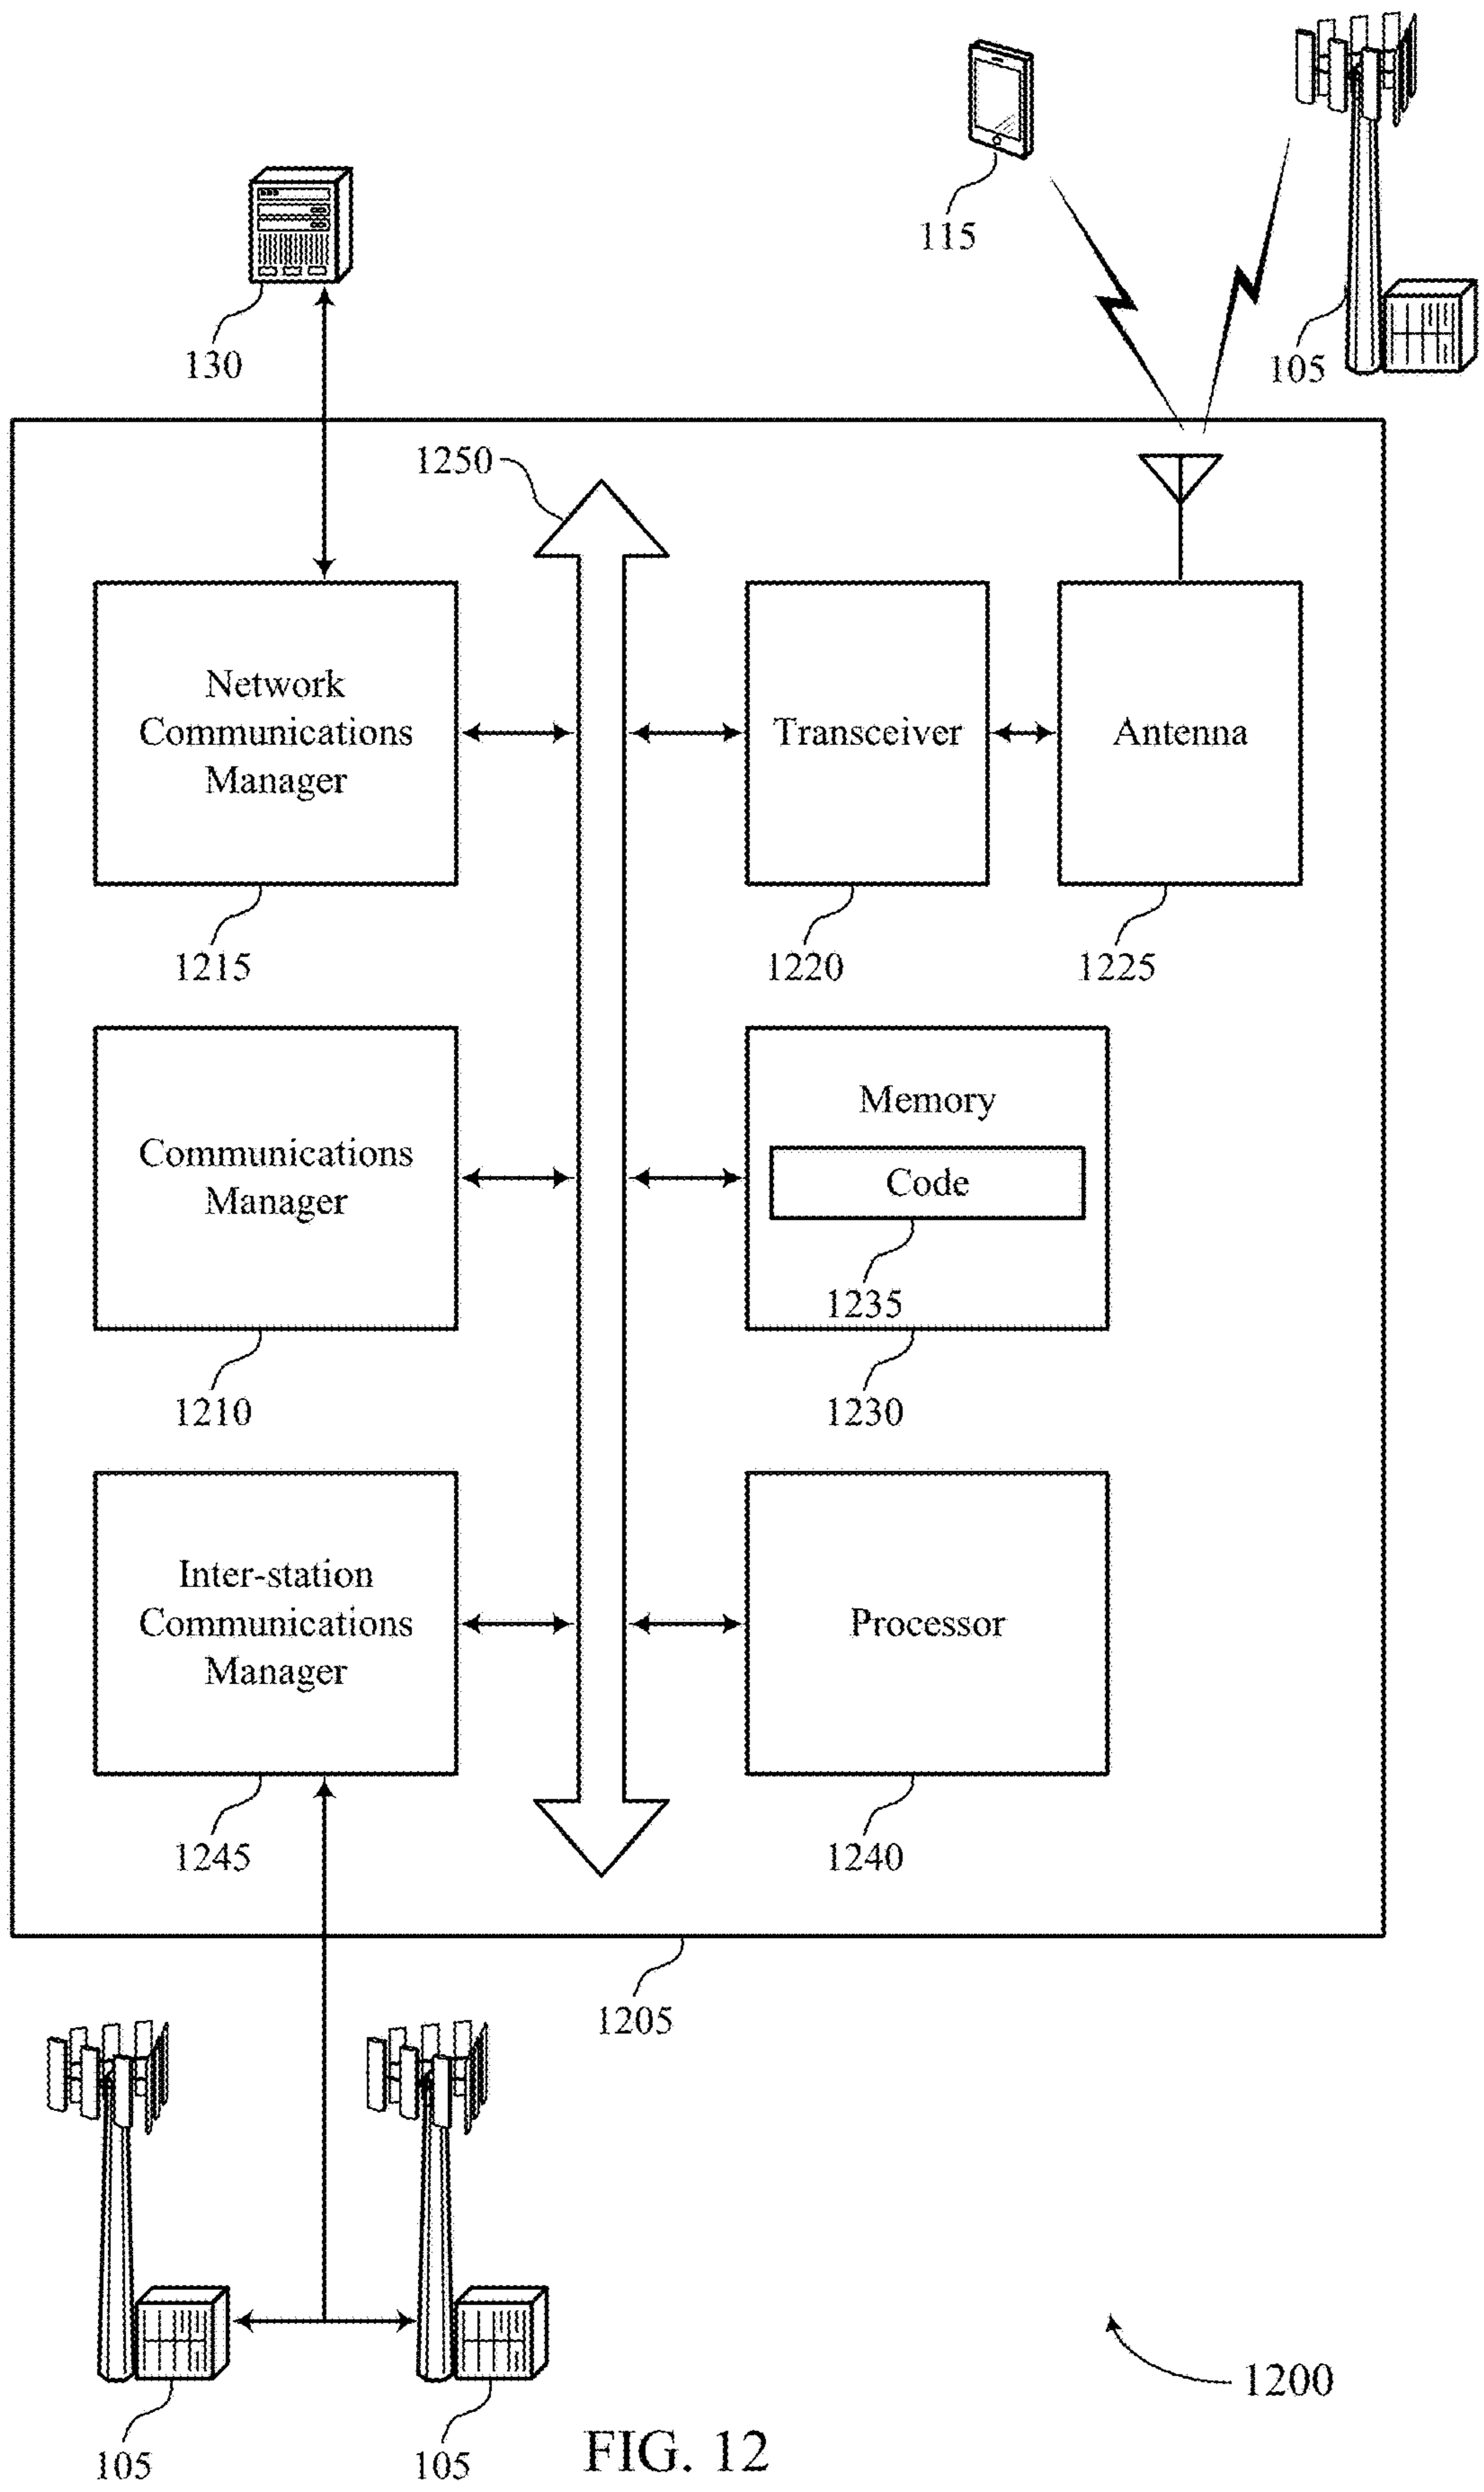 115
105
130
1250
Network
Communications
Manager
Transceiver
Antenna
1215
1220
1225
Communications
Manager
Memory
Code
1235
1210
1230
Inter-station
Communications
Manager
Processor
1245
1240
1205
105
105
1200
FIG. 12